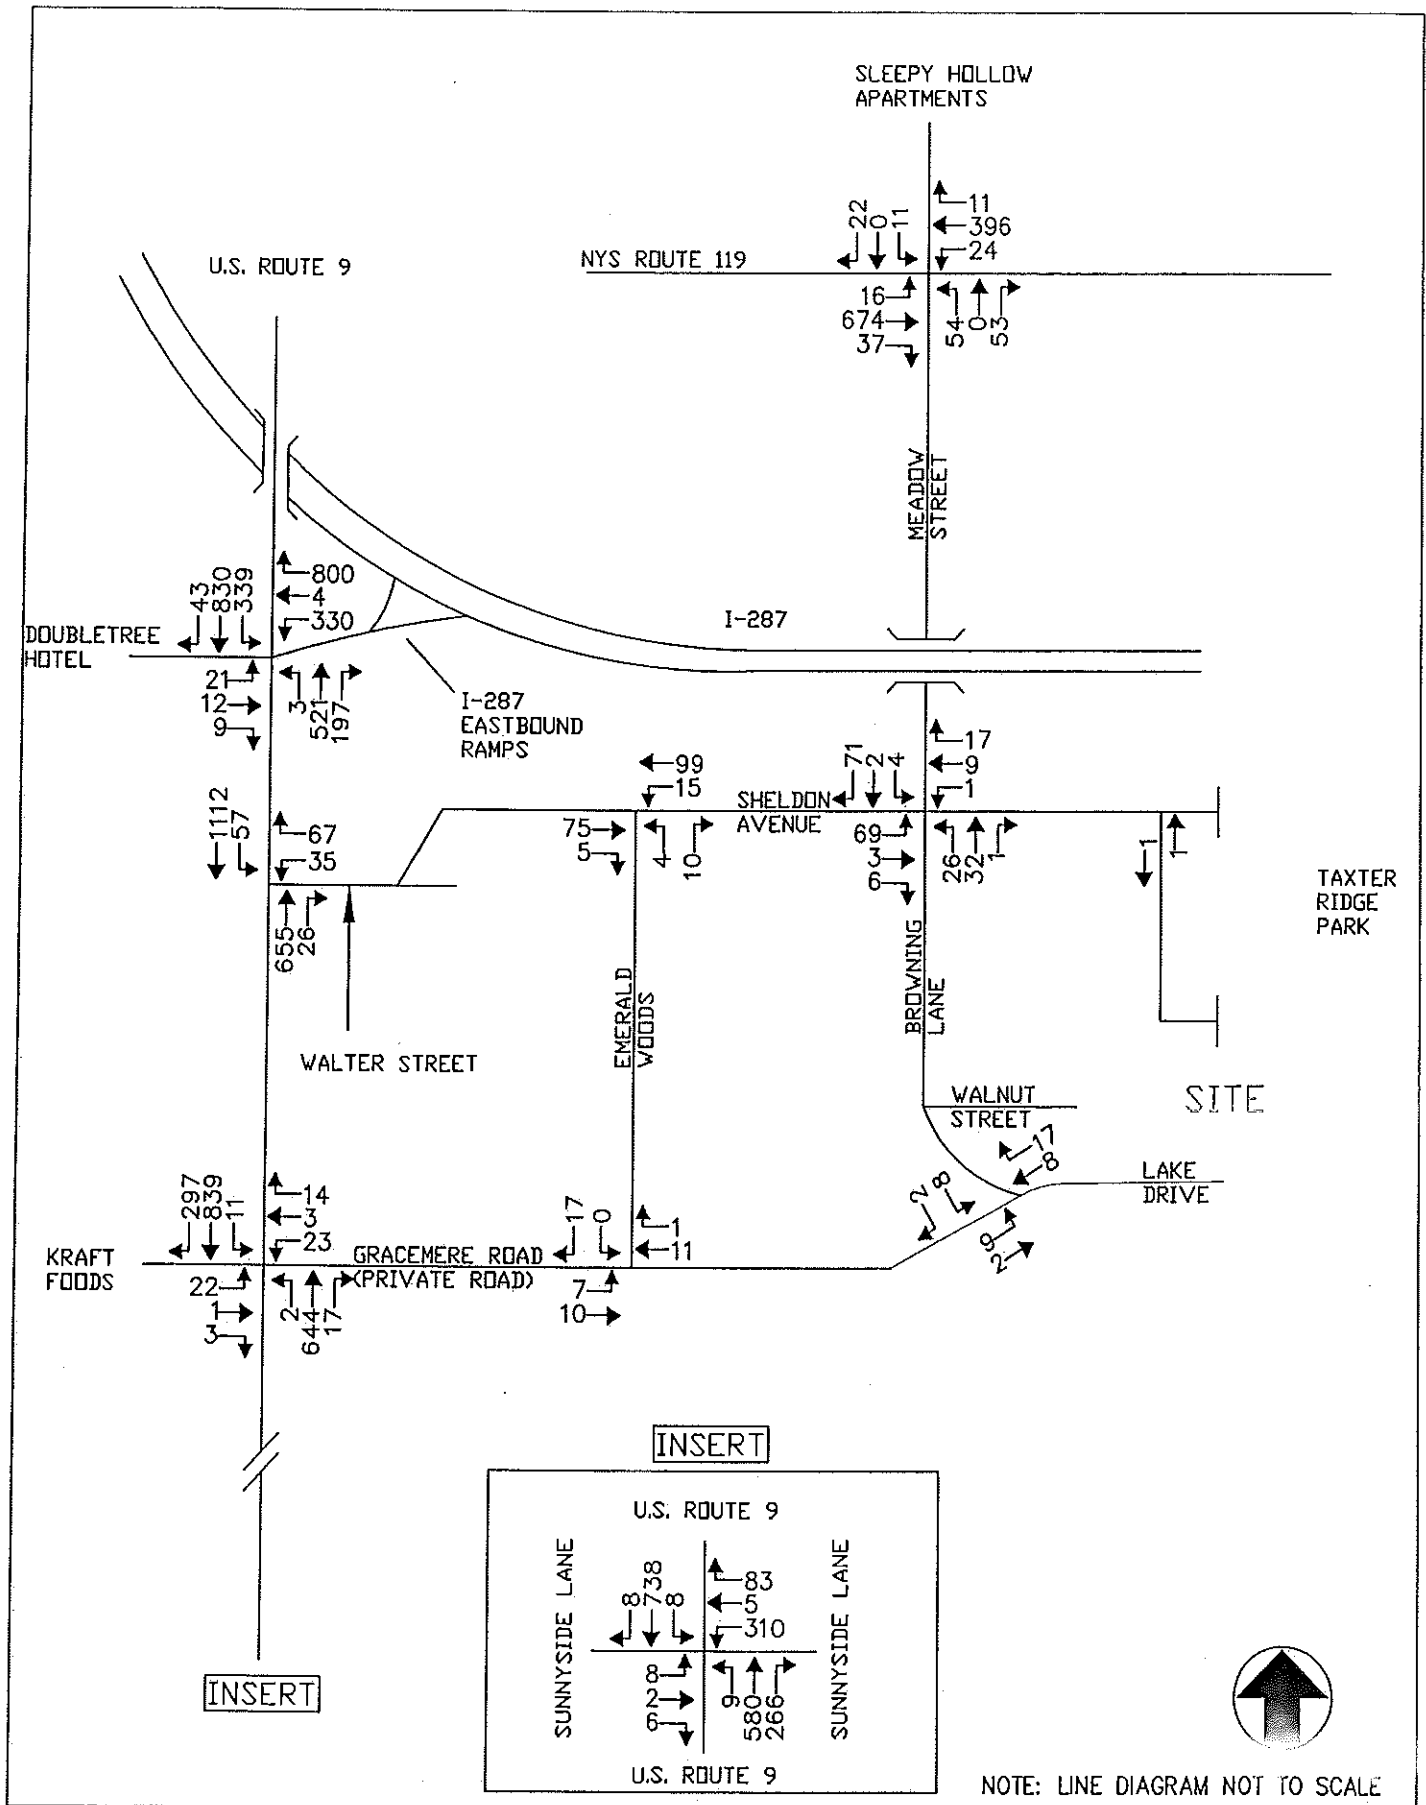 SLEEPY HOLLOW
APARTMENTS
22
0
11
11
396
24
U.S. ROUTE 9
NYS ROUTE 119
16
674
37
54
0
53
MEADOW
STREET
43
830
339
800
4
330
I-287
DOUBLETREE
HOTEL
21
12
9
3
521
197
I-287
EASTBOUND
RAMPS
99
15
71
2
4
17
9
1
1112
57
67
35
SHELDON
AVENUE
75
5
4
10
69
3
6
26
32
1
1
1
655
26
TAXTER
RIDGE
PARK
EMERALD
WOODS
BROWNING
LANE
WALTER STREET
WALNUT
STREET
SITE
17
8
LAKE
DRIVE
2
8
9
2
297
839
11
14
3
23
17
0
1
11
KRAFT
FOODS
GRACEMERE ROAD
(PRIVATE ROAD)
22
1
3
2
644
17
7
10
INSERT
U.S. ROUTE 9
SUNNYSIDE LANE
8
738
8
83
5
310
SUNNYSIDE LANE
8
2
6
9
580
266
U.S. ROUTE 9
INSERT
NOTE: LINE DIAGRAM NOT TO SCALE